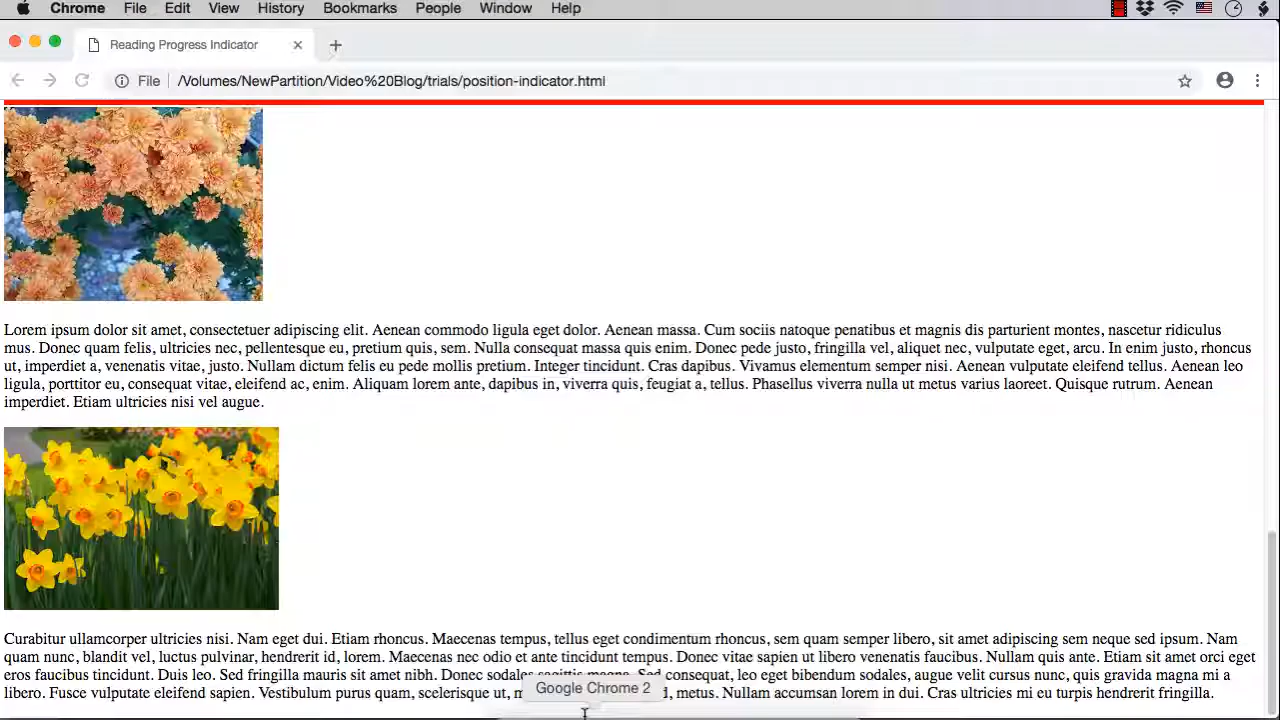 Chrome File Edit View History Bookmarks People Window Help
Reading Progress Indicator
File /Volumes/NewPartition/Video%20Blog/trials/position-indicator.html
Lorem ipsum dolor sit amet, consectetuer adipiscing elit. Aenean commodo ligula eget dolor. Aenean massa. Cum sociis natoque penatibus et magnis dis parturient montes, nascetur ridiculus
mus. Donec quam felis, ultricies nec, pellentesque eu, pretium quis, sem. Nulla consequat massa quis enim. Donec pede justo, fringilla vel, aliquet nec, vulputate eget, arcu. In enim justo, rhoncus
ut, imperdiet a, venenatis vitae, justo. Nullam dictum felis eu pede mollis pretium. Integer tincidunt. Cras dapibus. Vivamus elementum semper nisi. Aenean vulputate eleifend tellus. Aenean leo
ligula, porttitor eu, consequat vitae, eleifend ac, enim. Aliquam lorem ante, dapibus in, viverra quis, feugiat a, tellus. Phasellus viverra nulla ut metus varius laoreet. Quisque rutrum. Aenean
imperdiet. Etiam ultricies nisi vel augue.
Curabitur ullamcorper ultricies nisi. Nam eget dui. Etiam rhoncus. Maecenas tempus, tellus eget condimentum rhoncus, sem quam semper libero, sit amet adipiscing sem neque sed ipsum. Nam
quam nunc, blandit vel, luctus pulvinar, hendrerit id, lorem. Maecenas nec odio et ante tincidunt tempus. Donec vitae sapien ut libero venenatis faucibus. Nullam quis ante. Etiam sit amet orci eget
eros faucibus tincidunt. Duis leo. Sed fringilla mauris sit amet nibh. Donec sodales sagittis magna. Sed consequat, leo eget bibendum sodales, augue velit cursus nunc, quis gravida magna mi a
libero. Fusce vulputate eleifend sapien. Vestibulum purus quam, scelerisque ut, metus. Nullam accumsan lorem in dui. Cras ultricies mi eu turpis hendrerit fringilla.
Google Chrome 2